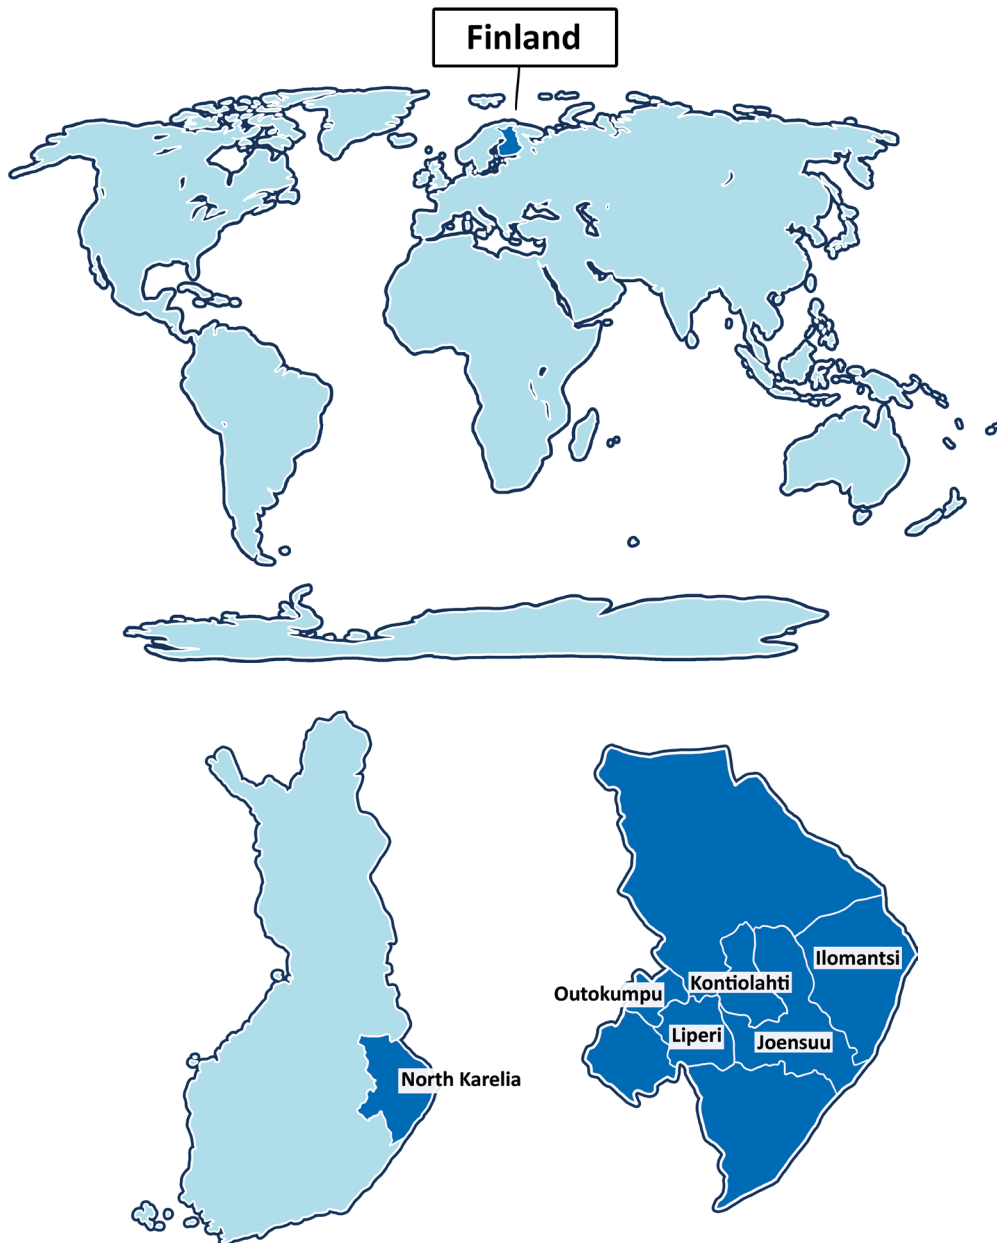 Finland
North Karelia
Ilomantsi
Kontiolahti
Outokumpu
Liperi
Joensuu